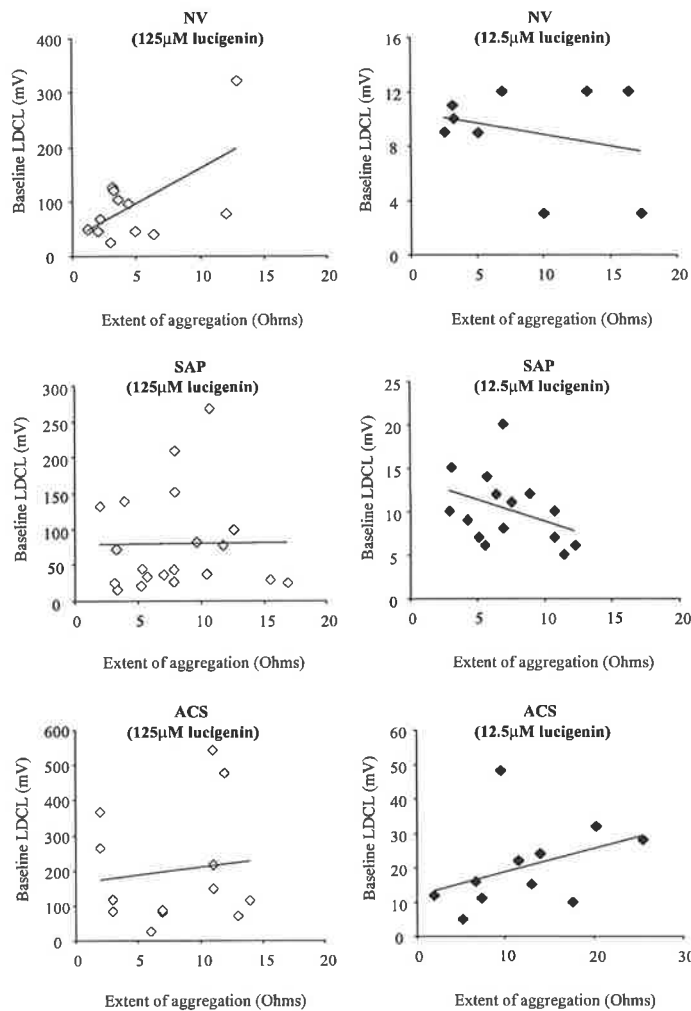 NV
(125µM lucigenin)
400
300
200
100
0
Baseline LDCL (mV)
0 5 10 15 20
Extent of aggregation (Ohms)
NV
(12.5µM lucigenin)
16
12
8
4
0
Baseline LDCL (mV)
0 5 10 15 20
Extent of aggregation (Ohms)
SAP
(125µM lucigenin)
300
250
200
150
100
50
0
Baseline LDCL (mV)
0 5 10 15 20
Extent of aggregation (Ohms)
SAP
(12.5µM lucigenin)
25
20
15
10
5
0
Baseline LDCL (mV)
0 5 10 15 20
Extent of aggregation (Ohms)
ACS
(125µM lucigenin)
600
500
400
300
200
100
0
Baseline LDCL (mV)
0 5 10 15 20
Extent of aggregation (Ohms)
ACS
(12.5µM lucigenin)
60
50
40
30
20
10
0
Baseline LDCL (mV)
0 10 20 30
Extent of aggregation (Ohms)